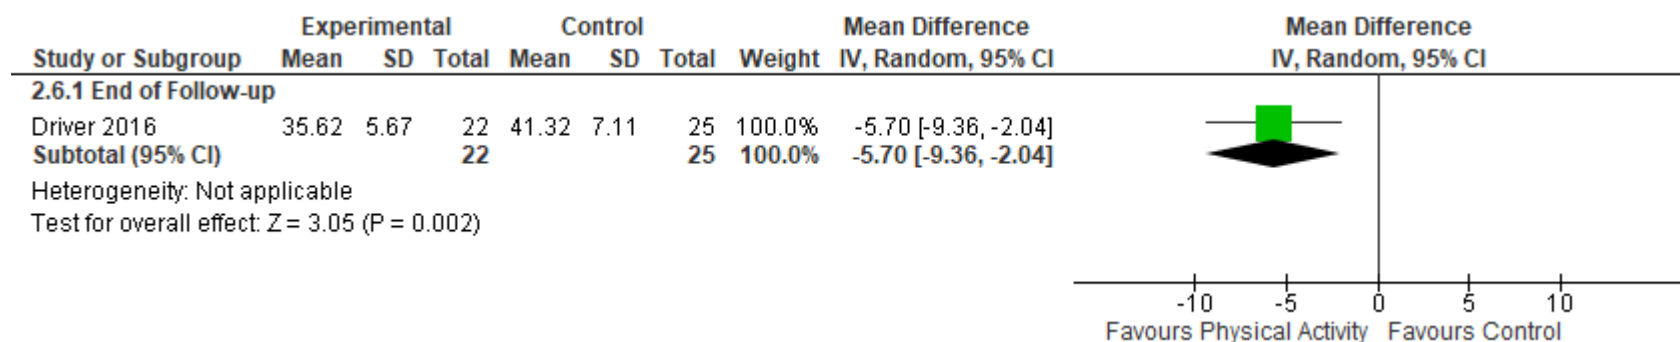 Experimental Control Mean Difference Mean Difference
Study or Subgroup Mean SD Total Mean SD Total Weight IV, Random, 95% CI IV, Random, 95% CI
2.6.1 End of Follow-up
Driver 2016 35.62 5.67 22 41.32 7.11 25 100.0% -5.70 [-9.36, -2.04]
Subtotal (95% CI) 22 25 100.0% -5.70 [-9.36, -2.04]
Heterogeneity: Not applicable
Test for overall effect: Z = 3.05 (P = 0.002)
-10 -5 0 5 10
Favours Physical Activity Favours Control